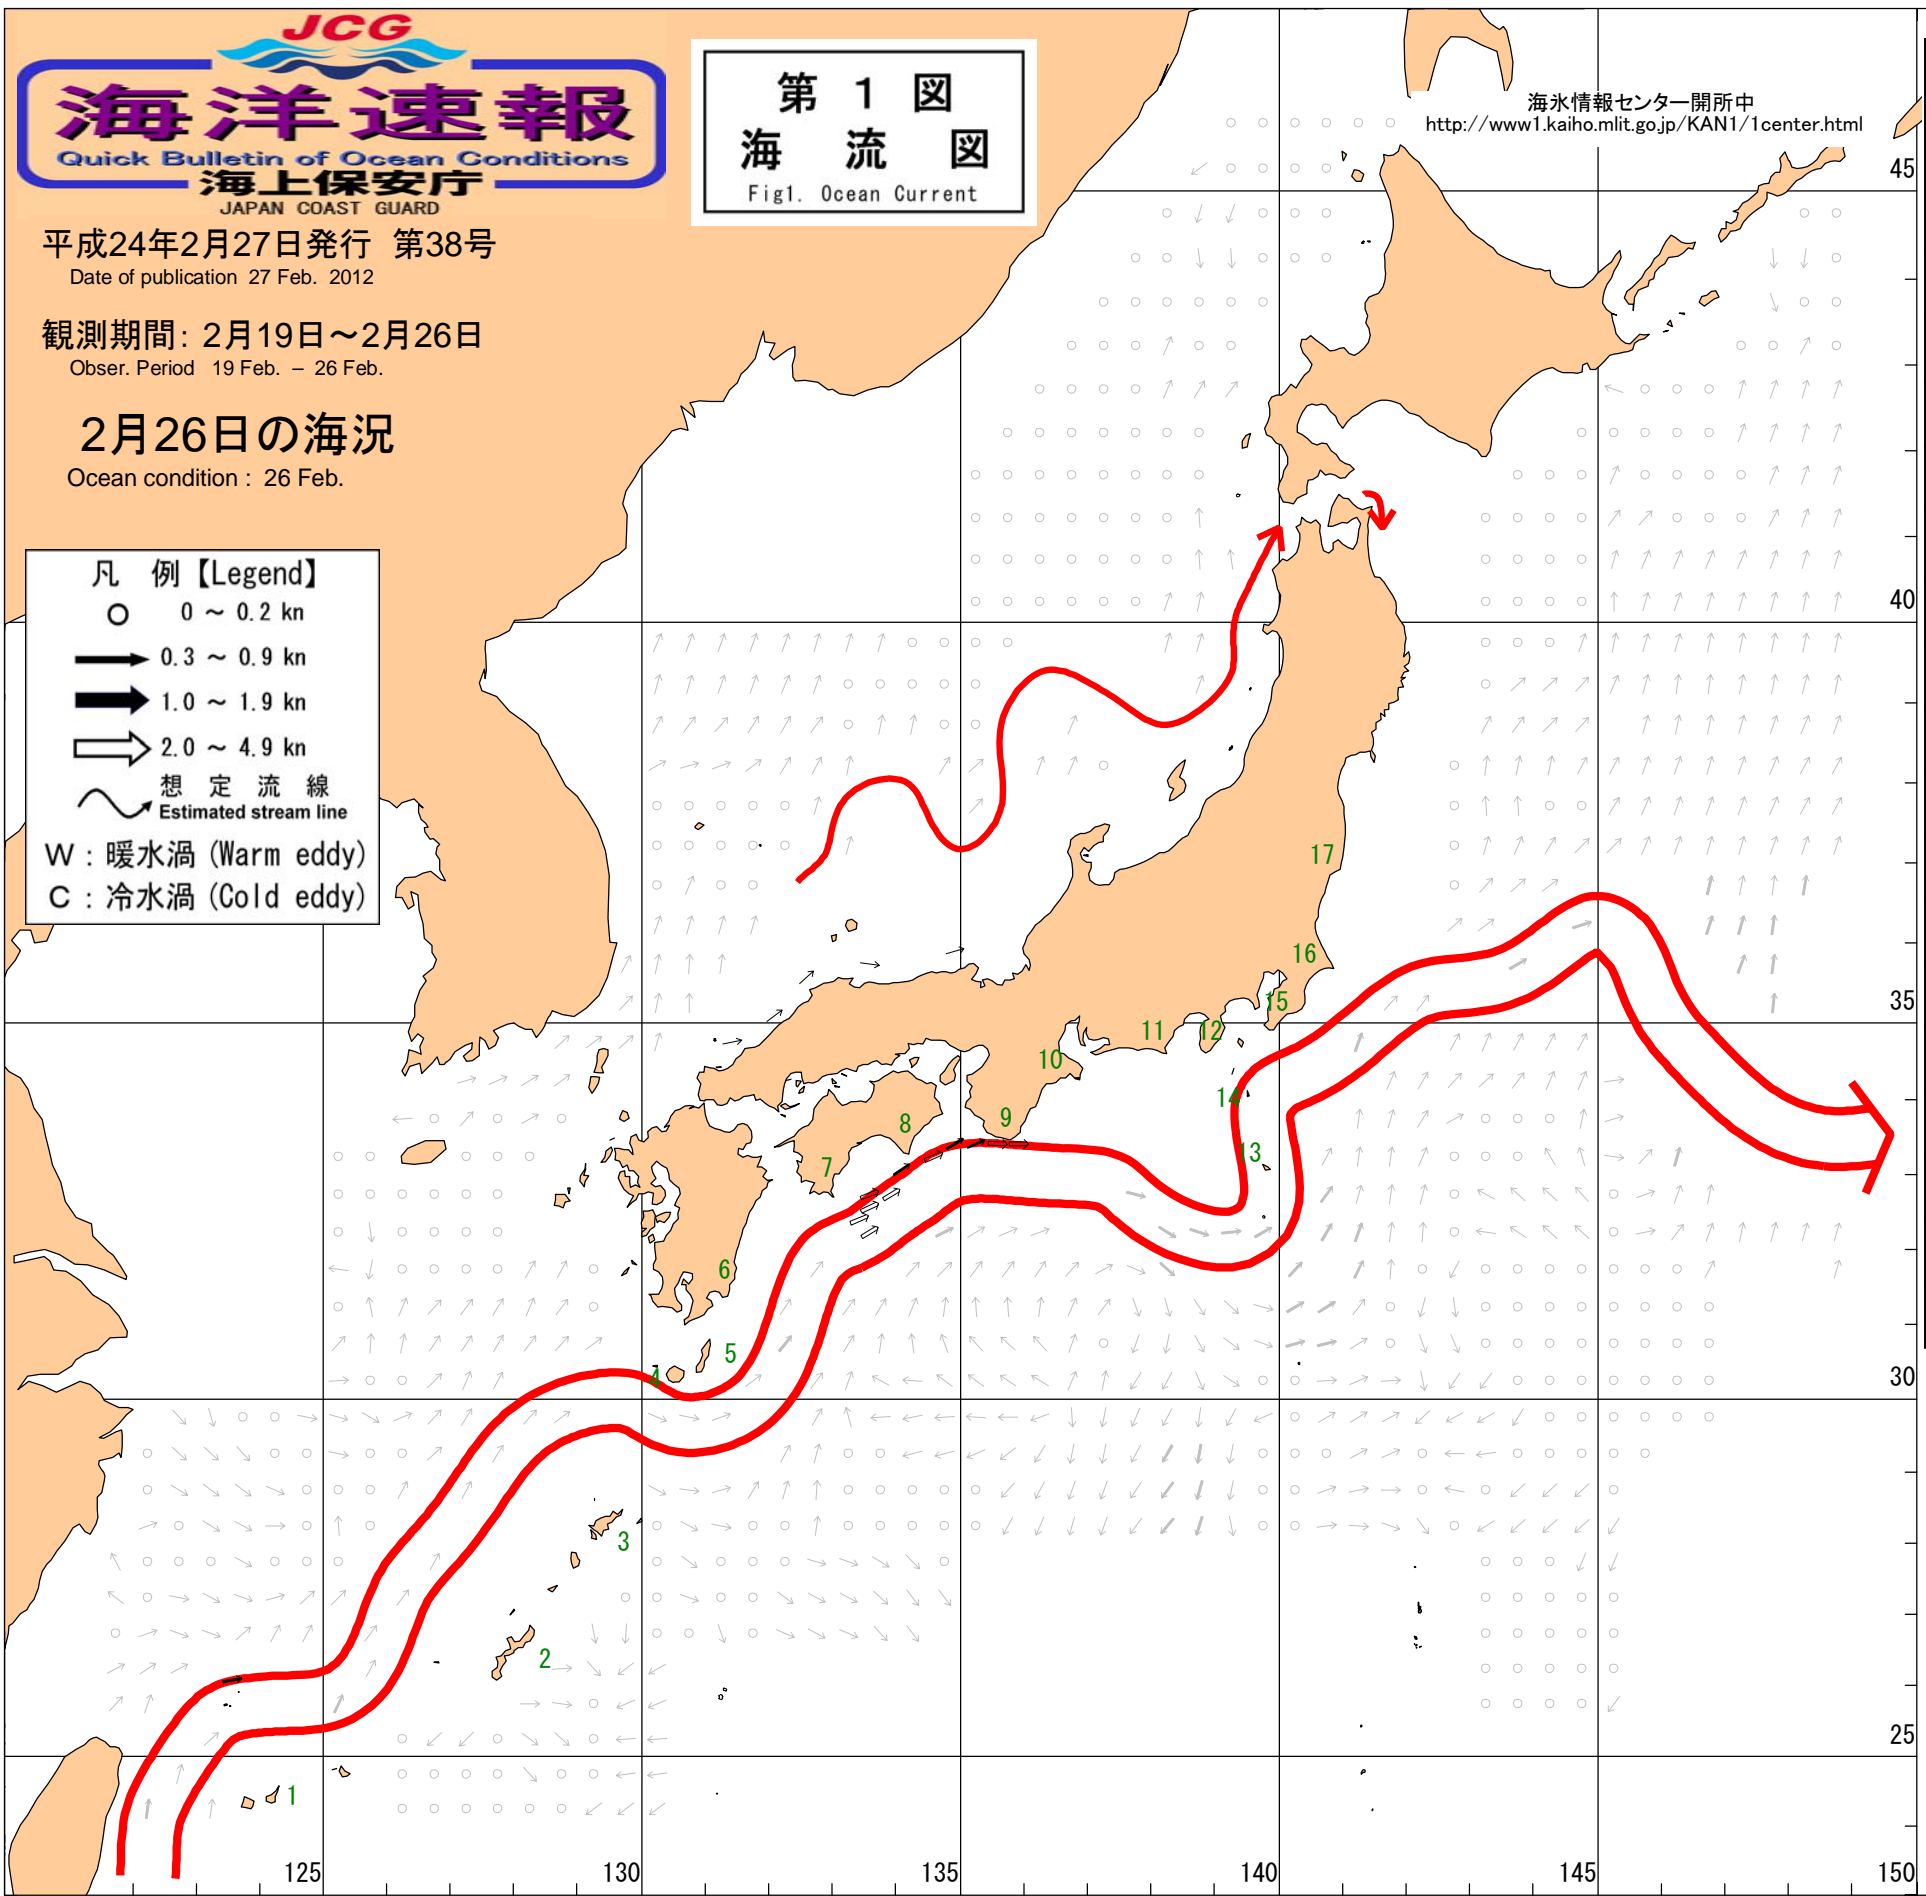 JCG
海洋速報
Quick Bulletin of Ocean Conditions
海上保安庁
JAPAN COAST GUARD
平成24年2月27日発行 第38号
Date of publication 27 Feb. 2012
観測期間: 2月19日～2月26日
Obser. Period 19 Feb. – 26 Feb.
2月26日の海況
Ocean condition : 26 Feb.
第 1 図
海 流 図
Fig1. Ocean Current
海氷情報センター開所中
http://www1.kaiho.mlit.go.jp/KAN1/1center.html
凡 例【Legend】
0 ～ 0.2 kn
0.3 ～ 0.9 kn
1.0 ～ 1.9 kn
2.0 ～ 4.9 kn
想 定 流 線
Estimated stream line
W : 暖水渦 (Warm eddy)
C : 冷水渦 (Cold eddy)
45
40
17
16
35
15
12
11
10
14
9
8
13
7
6
5
4
30
3
2
25
1
125
130
135
140
145
150